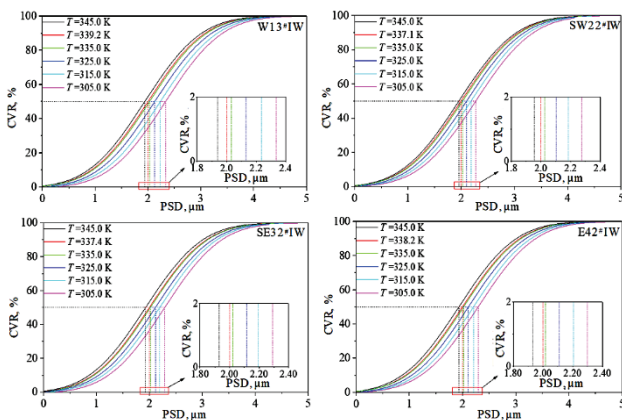 100
80
60
40
20
0
CVR, %
T=345.0 K
T=339.2 K
T=335.0 K
T=325.0 K
T=315.0 K
T=305.0 K
W13#IW
2
0
CVR, %
1.8 2.0 2.2 2.4
PSD, μm
0 1 2 3 4 5
PSD, μm
100
80
60
40
20
0
CVR, %
T=345.0 K
T=337.1 K
T=335.0 K
T=325.0 K
T=315.0 K
T=305.0 K
SW22#IW
2
0
CVR, %
1.8 2.0 2.2 2.4
PSD, μm
0 1 2 3 4 5
PSD, μm
100
80
60
40
20
0
CVR, %
T=345.0 K
T=337.4 K
T=335.0 K
T=325.0 K
T=315.0 K
T=305.0 K
SE32#IW
2
0
CVR, %
1.80 2.00 2.20 2.40
PSD, μm
0 1 2 3 4 5
PSD, μm
100
80
60
40
20
0
CVR, %
T=345.0 K
T=338.2 K
T=335.0 K
T=325.0 K
T=315.0 K
T=305.0 K
E42#IW
2
0
CVR, %
1.80 2.00 2.20 2.40
PSD, μm
0 1 2 3 4 5
PSD, μm